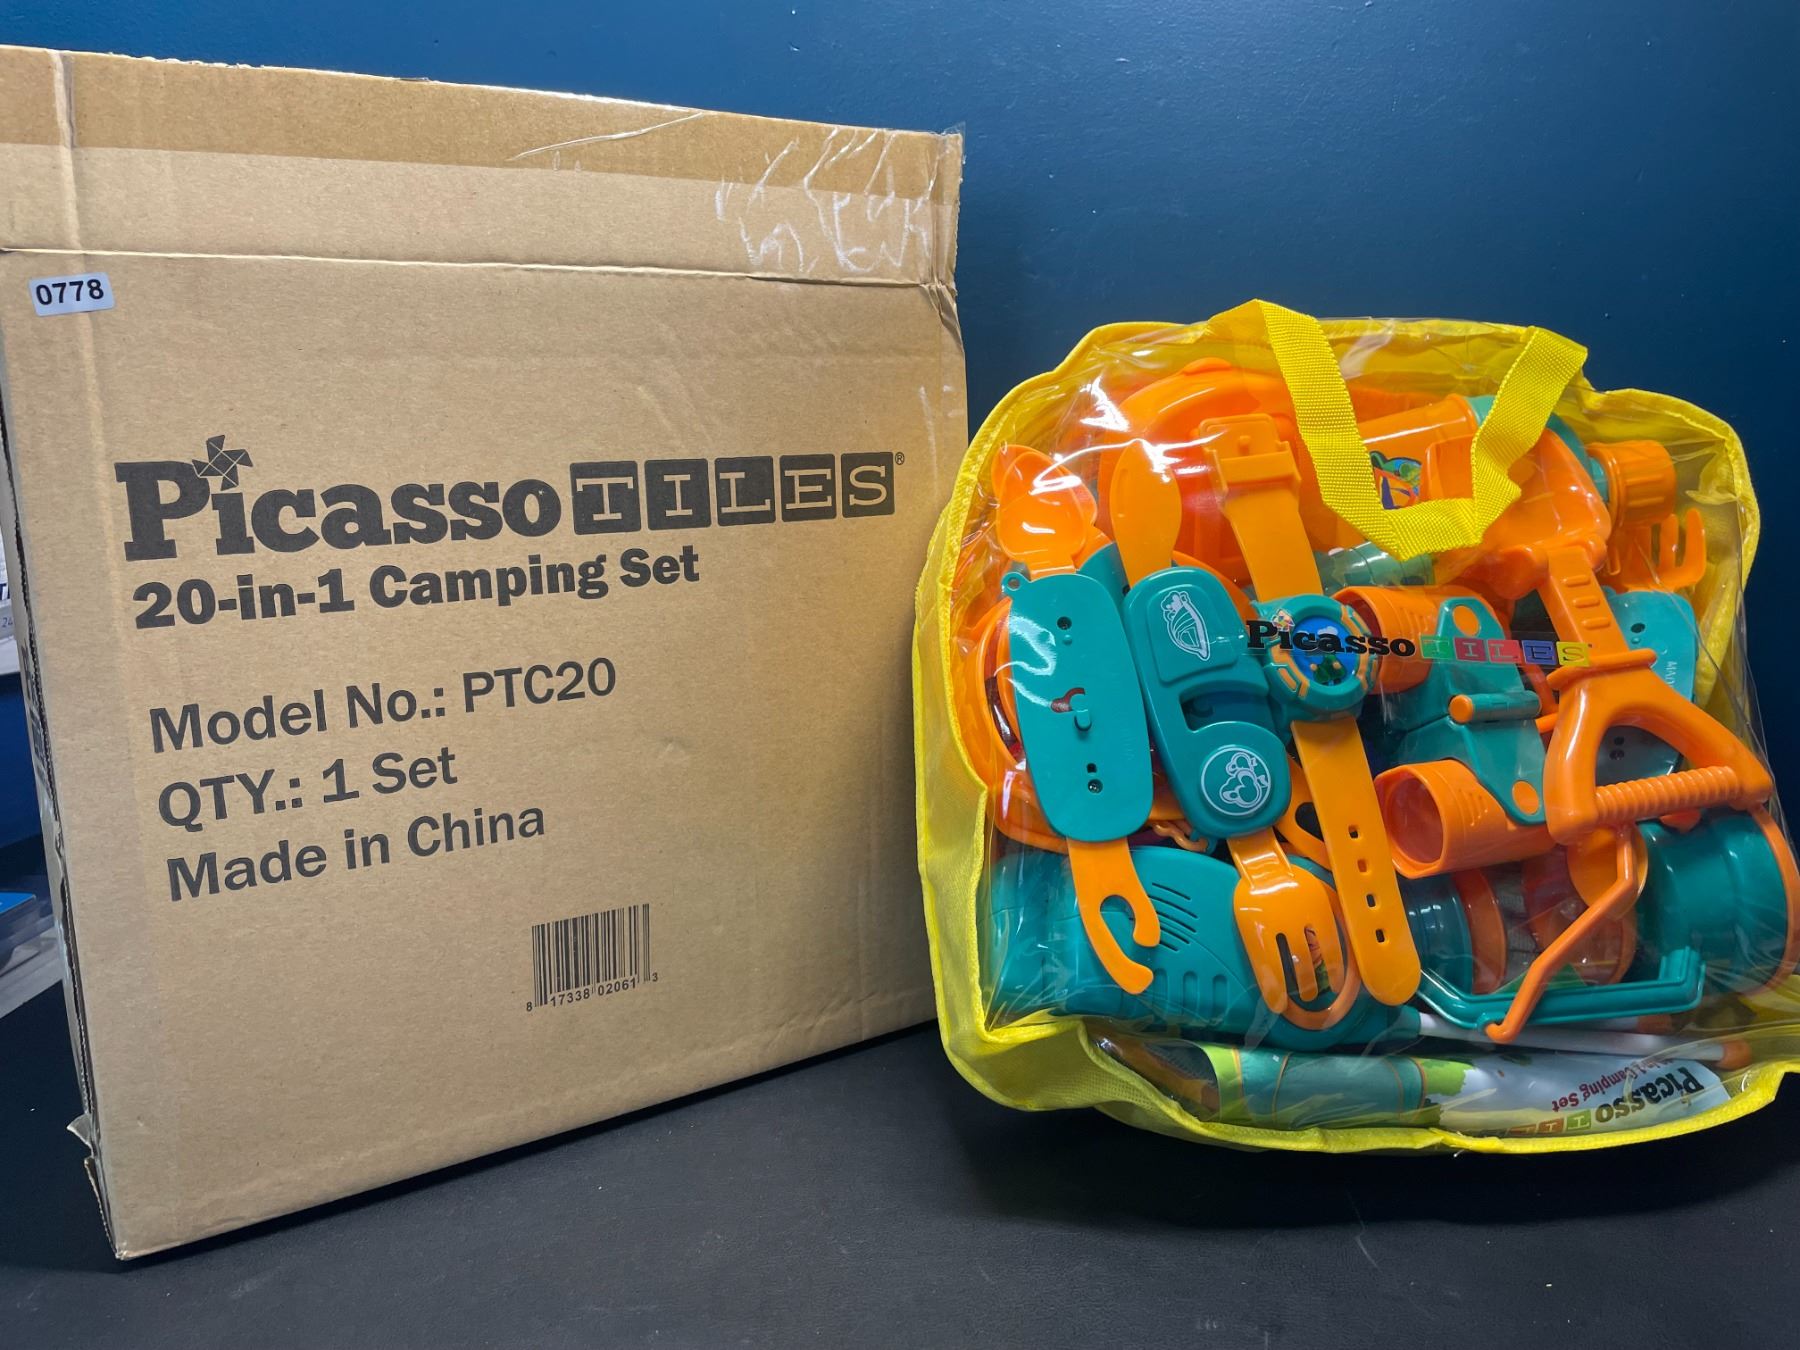 0778
Picasso TILES®
20-in-1 Camping Set
Model No.: PTC20
QTY.: 1 Set
Made in China
8 17338 02061 3
Picasso TILES
Picasso TILES
Camping Set